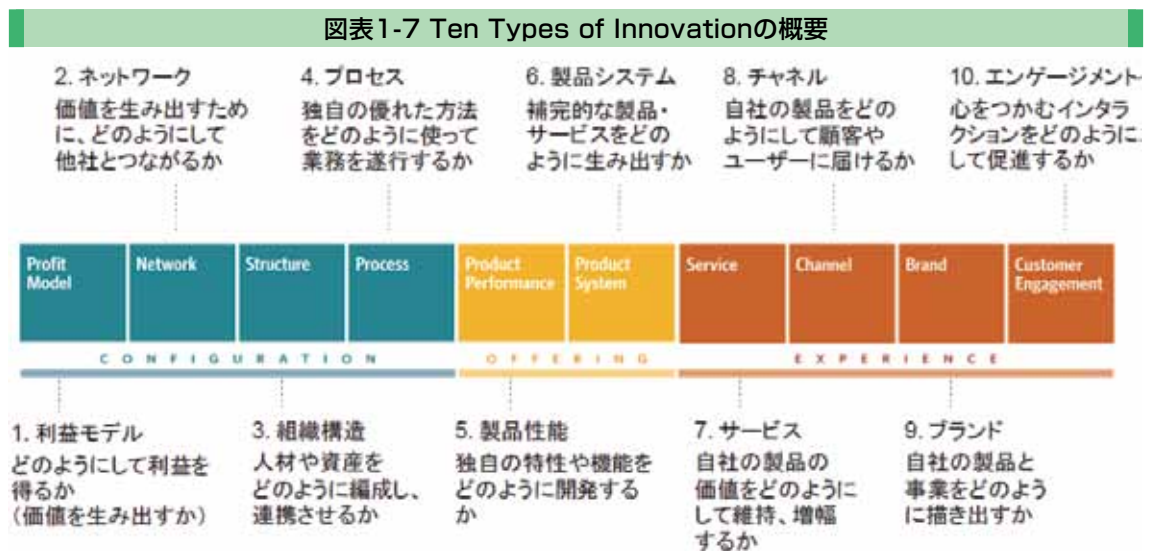 図表1-7 Ten Types of Innovationの概要
2. ネットワーク
価値を生み出すため
に、どのようにして
他社とつながるか
4. プロセス
独自の優れた方法
をどのように使って
業務を遂行するか
6. 製品システム
補完的な製品・
サービスをどの
ように生み出すか
8. チャネル
自社の製品をどの
ようにして顧客や
ユーザーに届けるか
10. エンゲージメント
心をつかむインタラ
クションをどのように
して促進するか
Profit
Model
Network
Structure
Process
Product
Performance
Product
System
Service
Channel
Brand
Customer
Engagement
CONFIGURATION
OFFERING
EXPERIENCE
1. 利益モデル
どのようにして利益を
得るか
(価値を生み出すか)
3. 組織構造
人材や資産を
どのように編成し、
連携させるか
5. 製品性能
独自の特性や機能を
どのように開発する
か
7. サービス
自社の製品の
価値をどのように
して維持、増幅
するか
9. ブランド
自社の製品と
事業をどのよう
に描き出すか